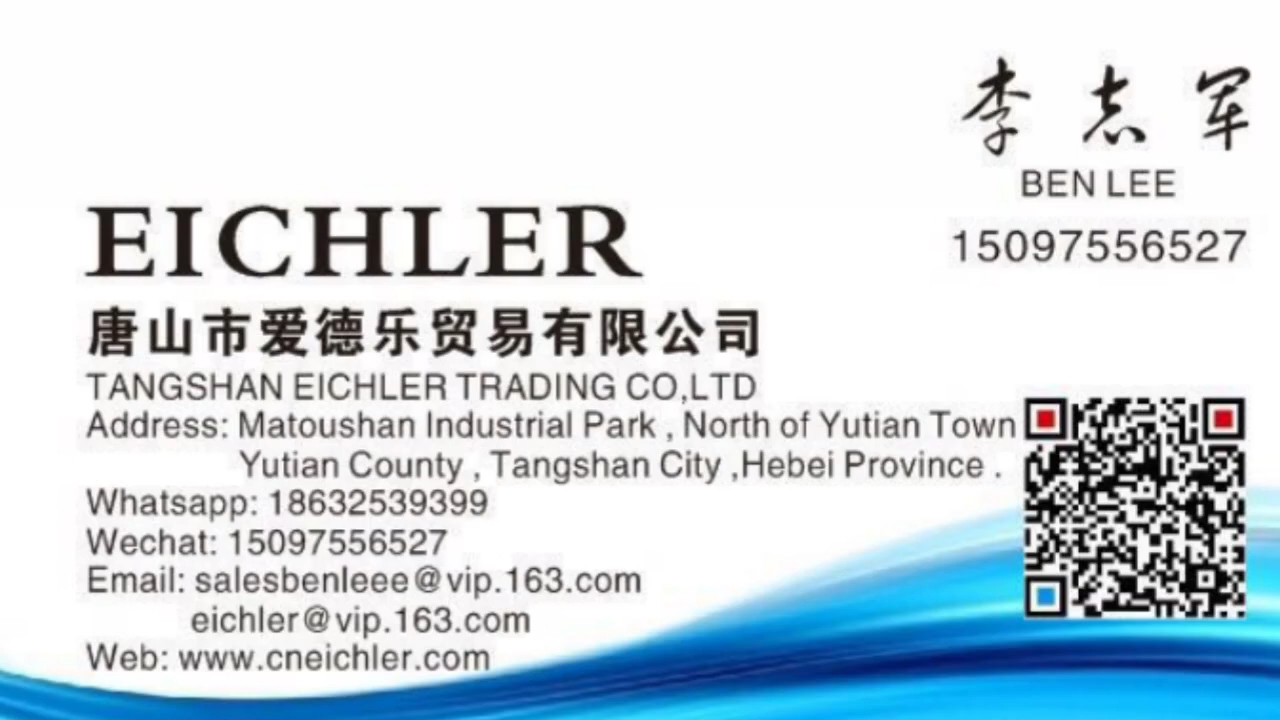 李志军
BEN LEE
15097556527
EICHLER
唐山市爱德乐贸易有限公司
TANGSHAN EICHLER TRADING CO,LTD
Address: Matoushan Industrial Park , North of Yutian Town
Yutian County , Tangshan City ,Hebei Province .
Whatsapp: 18632539399
Wechat: 15097556527
Email: salesbenleee@vip.163.com
eichler@vip.163.com
Web: www.cneichler.com